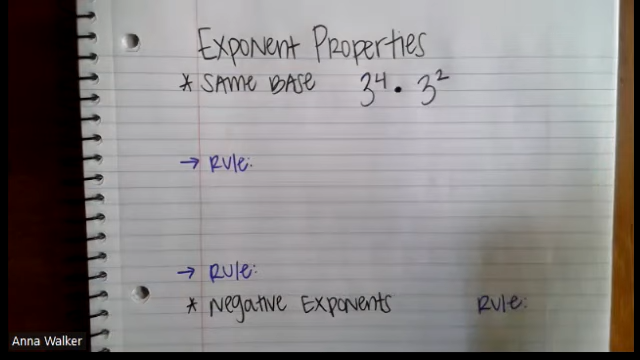 Exponent Properties
* SAME BASE 3⁴ • 3²
→ Rule:
→ Rule:
* Negative Exponents Rule:
Anna Walker